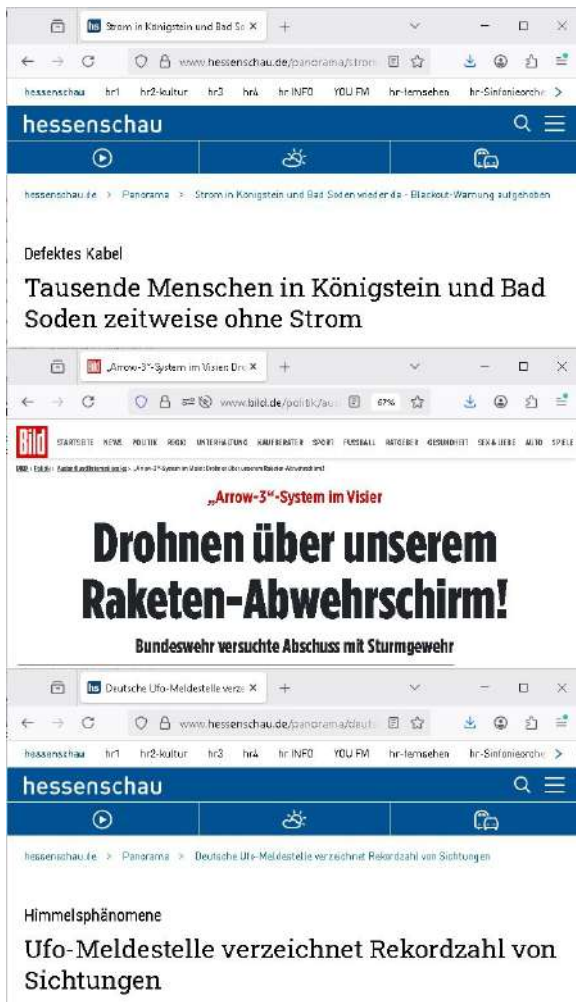 Strom in Königstein und Bad So
www.hessenschau.de/panorama/strom
hessenschau hr1 hr2-kultur hr3 hr4 hr INFO YOU FM hr-fernsehen hr-Sinfonieorche
hessenschau
hessenschau.de > Panorama > Strom in Königstein und Bad Soden wieder da - Blackout-Warnung aufgehoben
Defektes Kabel
Tausende Menschen in Königstein und Bad
Soden zeitweise ohne Strom
„Arrow-3“-System im Visier: Dro
www.bild.de/politik/au 67%
Bild STARTSEITE NEWS POLITIK REGIO UNTERHALTUNG KAUFBERATER SPORT FUSSBALL RATGEBER GESUNDHEIT SEX & LIEBE AUTO SPIELE
„Arrow-3“-System im Visier
Drohnen über unserem
Raketen-Abwehrschirm!
Bundeswehr versuchte Abschuss mit Sturmgewehr
Deutsche Ufo-Meldestelle verze
www.hessenschau.de/panorama/deut
hessenschau hr1 hr2-kultur hr3 hr4 hr INFO YOU FM hr-fernsehen hr-Sinfonieorche
hessenschau
hessenschau.de > Panorama > Deutsche Ufo-Meldestelle verzeichnet Rekordzahl von Sichtungen
Himmelsphänomene
Ufo-Meldestelle verzeichnet Rekordzahl von
Sichtungen